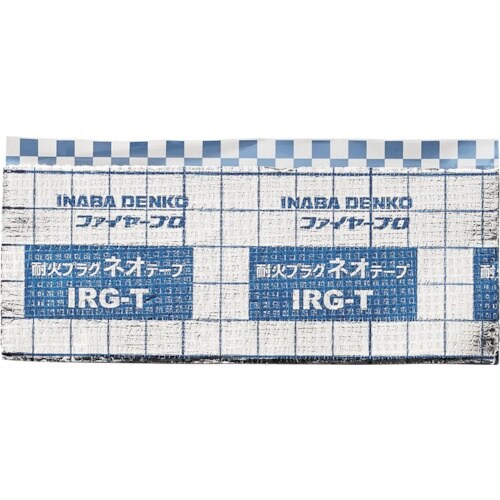 INABA DENKO INABA DENKO
ファイヤープロ ファイヤープロ
耐火プラグネオテープ 耐火プラグネオテープ 耐
IRG-T IRG-T